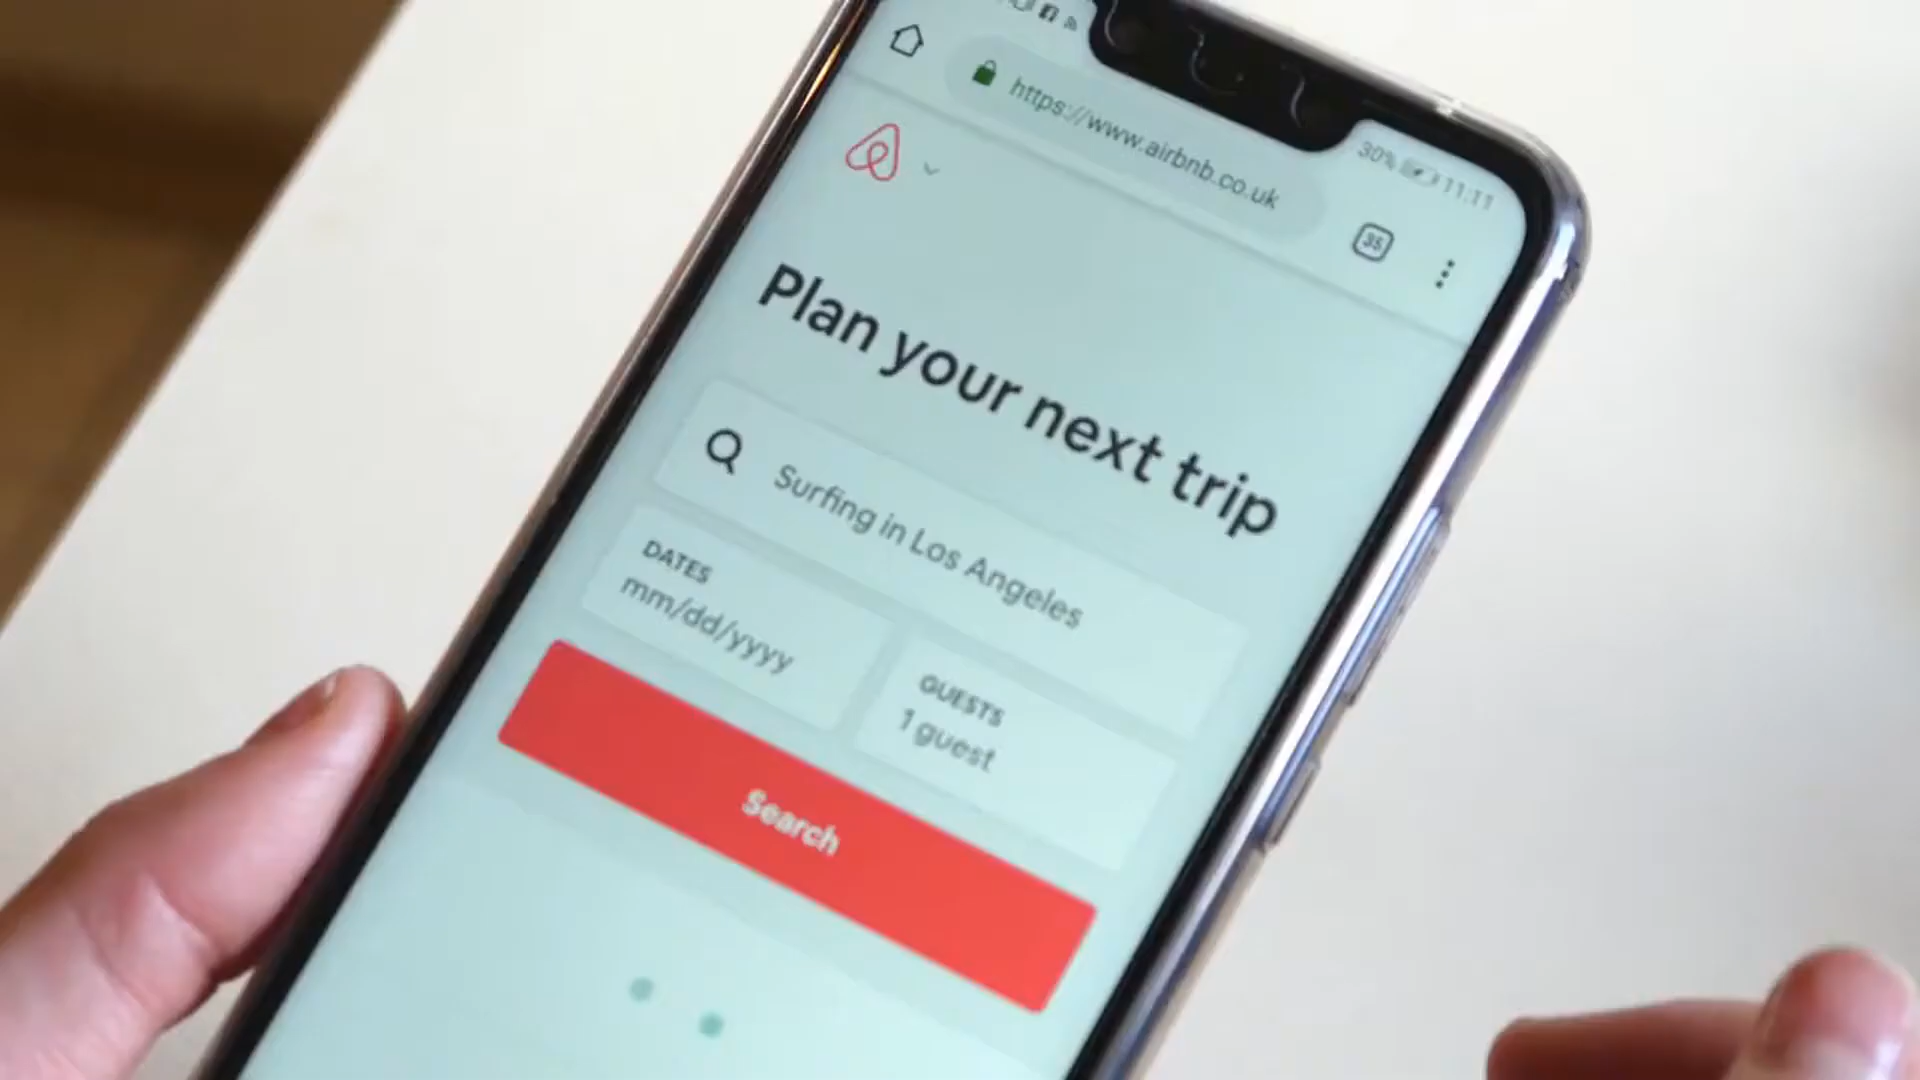 30% 11:11
https://www.airbnb.co.uk
35
Plan your next trip
Surfing in Los Angeles
DATES
mm/dd/yyyy
GUESTS
1 guest
Search